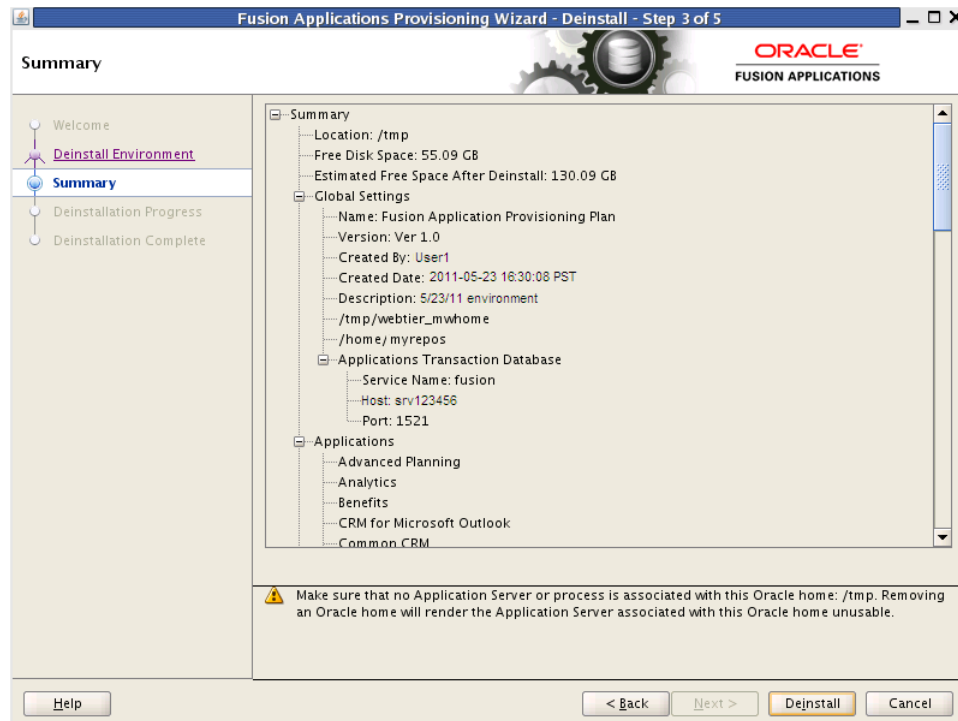 Fusion Applications Provisioning Wizard - Deinstall - Step 3 of 5
Summary
ORACLE
FUSION APPLICATIONS
Welcome
Deinstall Environment
Summary
Deinstallation Progress
Deinstallation Complete
Summary
Location: /tmp
Free Disk Space: 55.09 GB
Estimated Free Space After Deinstall: 130.09 GB
Global Settings
Name: Fusion Application Provisioning Plan
Version: Ver 1.0
Created By: User1
Created Date: 2011-05-23 16:30:08 PST
Description: 5/23/11 environment
/tmp/webtier_mwhome
/home/myrepos
Applications Transaction Database
Service Name: fusion
Host: srv123456
Port: 1521
Applications
Advanced Planning
Analytics
Benefits
CRM for Microsoft Outlook
Common CRM
Make sure that no Application Server or process is associated with this Oracle home: /tmp. Removing
an Oracle home will render the Application Server associated with this Oracle home unusable.
Help
< Back
Next >
Deinstall
Cancel